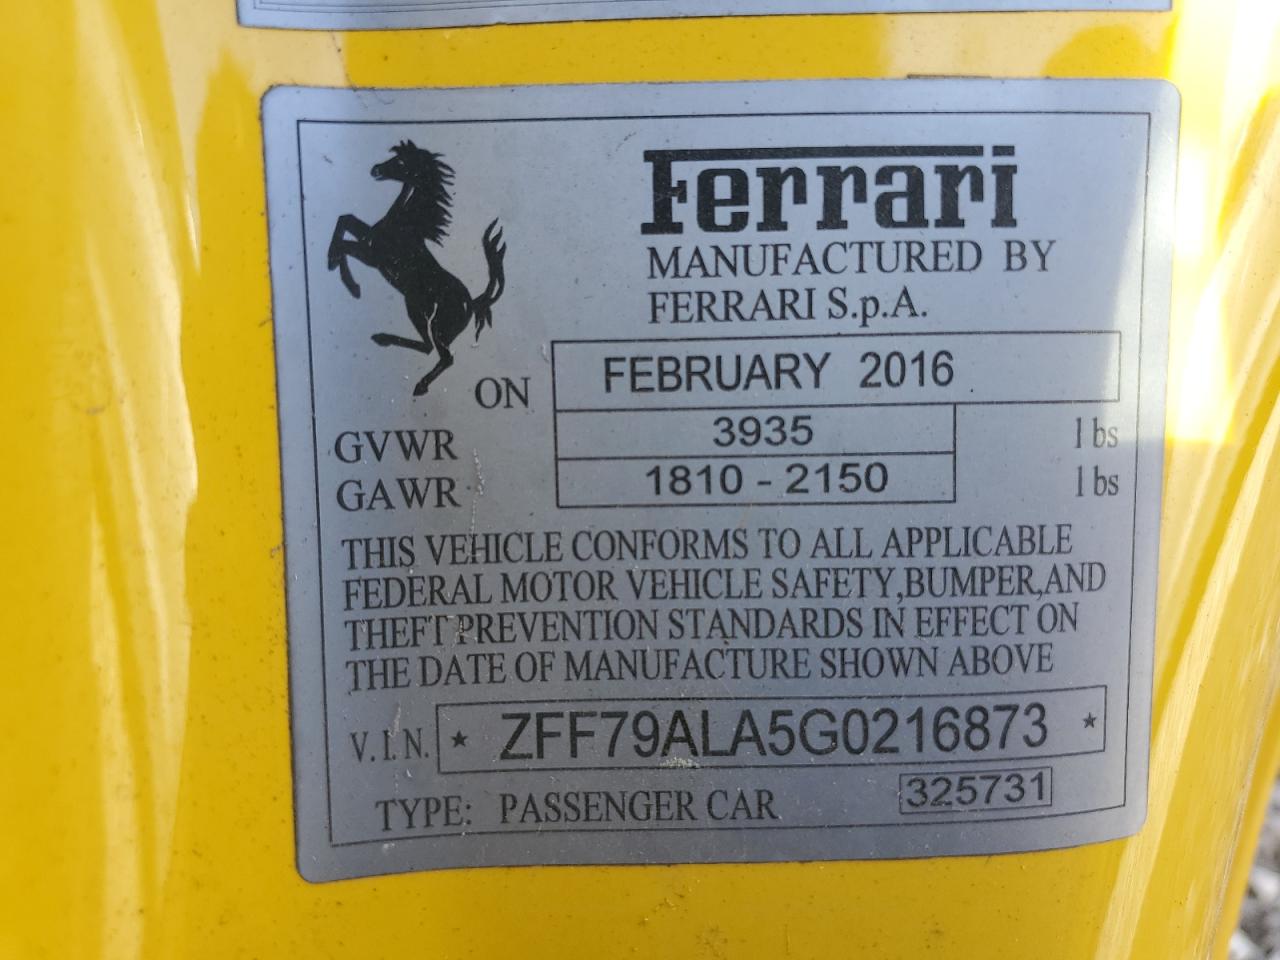 Ferrari
MANUFACTURED BY
FERRARI S.p.A.
ON FEBRUARY 2016
GVWR 3935 lbs
GAWR 1810 - 2150 lbs
THIS VEHICLE CONFORMS TO ALL APPLICABLE
FEDERAL MOTOR VEHICLE SAFETY,BUMPER,AND
THEFT PREVENTION STANDARDS IN EFFECT ON
THE DATE OF MANUFACTURE SHOWN ABOVE
V.I.N. * ZFF79ALA5G0216873 *
TYPE: PASSENGER CAR 325731